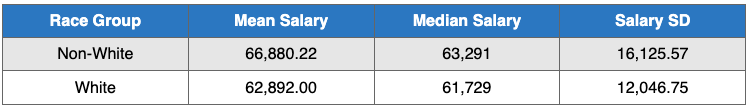 Race Group Mean Salary Median Salary Salary SD
Non-White 66,880.22 63,291 16,125.57
White 62,892.00 61,729 12,046.75